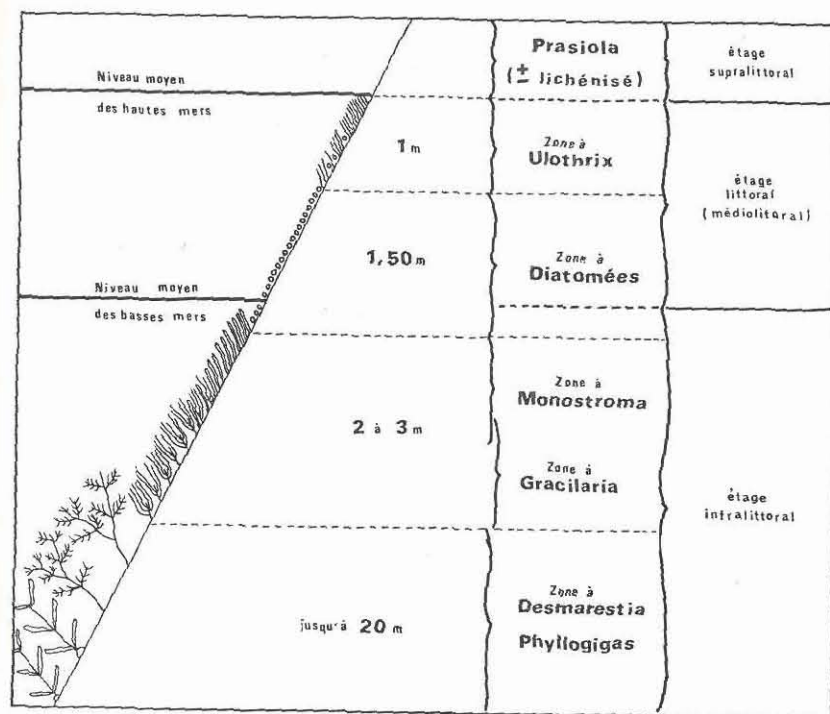 Niveau moyen
des hautes mers
Niveau moyen
des basses mers
1 m
1,50 m
2 à 3 m
jusqu'à 20 m
Prasiola
(± lichénisé)
Zone à
Ulothrix
Zone à
Diatomées
Zone à
Monostroma
Zone à
Gracilaria
Zone à
Desmarestia
Phyllogigas
étage
supralittoral
étage
littoral
(médiolitoral)
étage
infralittoral